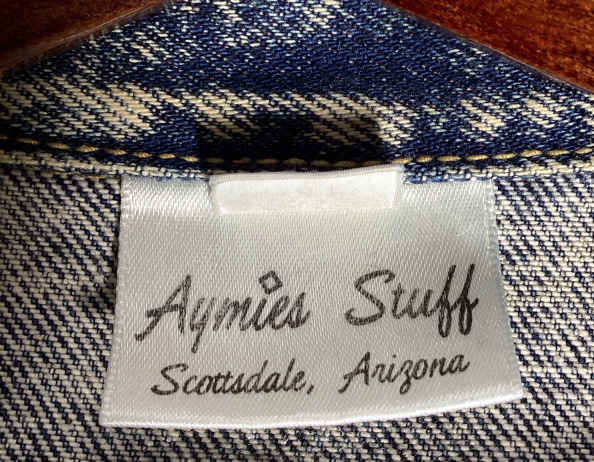 Aymies Stuff
Scottsdale, Arizona